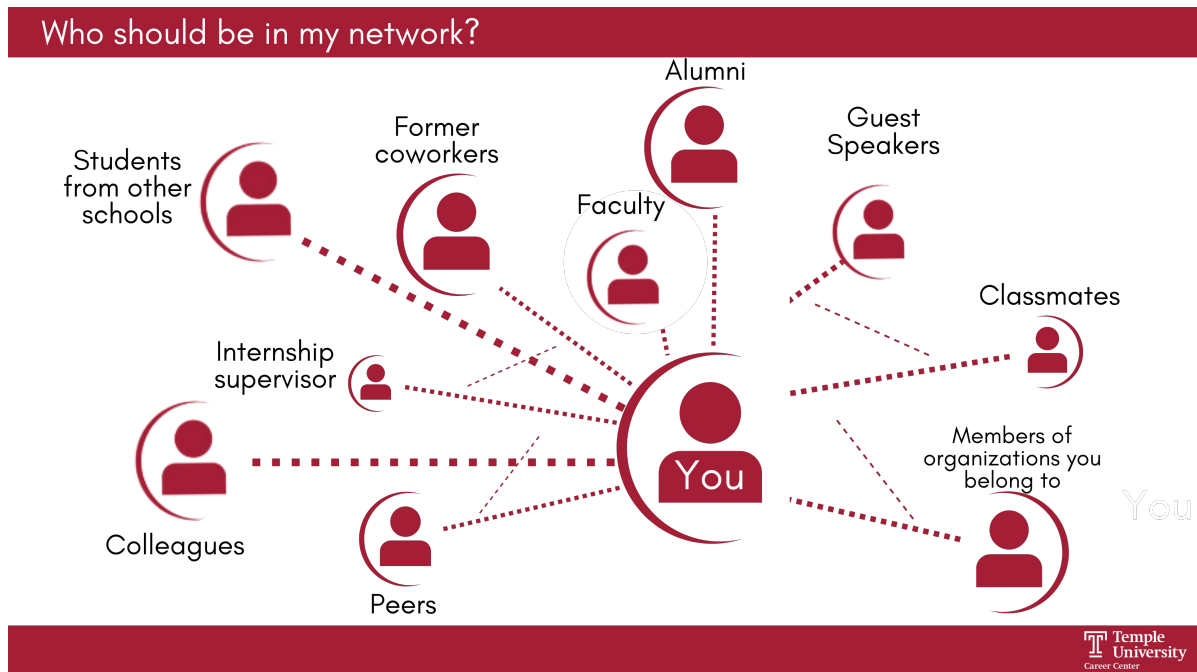 Who should be in my network?
Alumni
Guest
Speakers
Former
coworkers
Students
from other
schools
Faculty
Classmates
Internship
supervisor
Members of
organizations you
belong to
You
You
Colleagues
Peers
Temple
University
Career Center